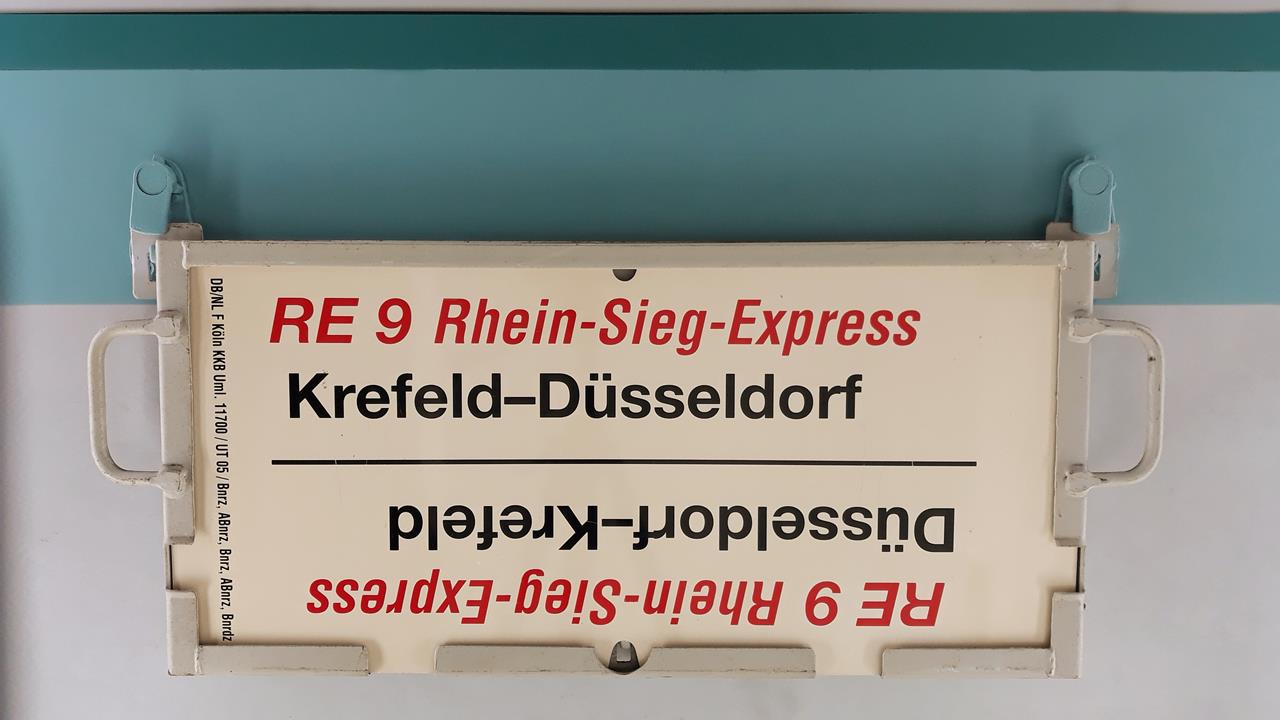 RE 9 Rhein-Sieg-Express
Krefeld–Düsseldorf
Düsseldorf–Krefeld
RE 9 Rhein-Sieg-Express
DB/NL F Köln KKB Uml. 11700 / UT 05 / Bnrz, ABnrz, Bnrz, ABnrz, Bnrdz